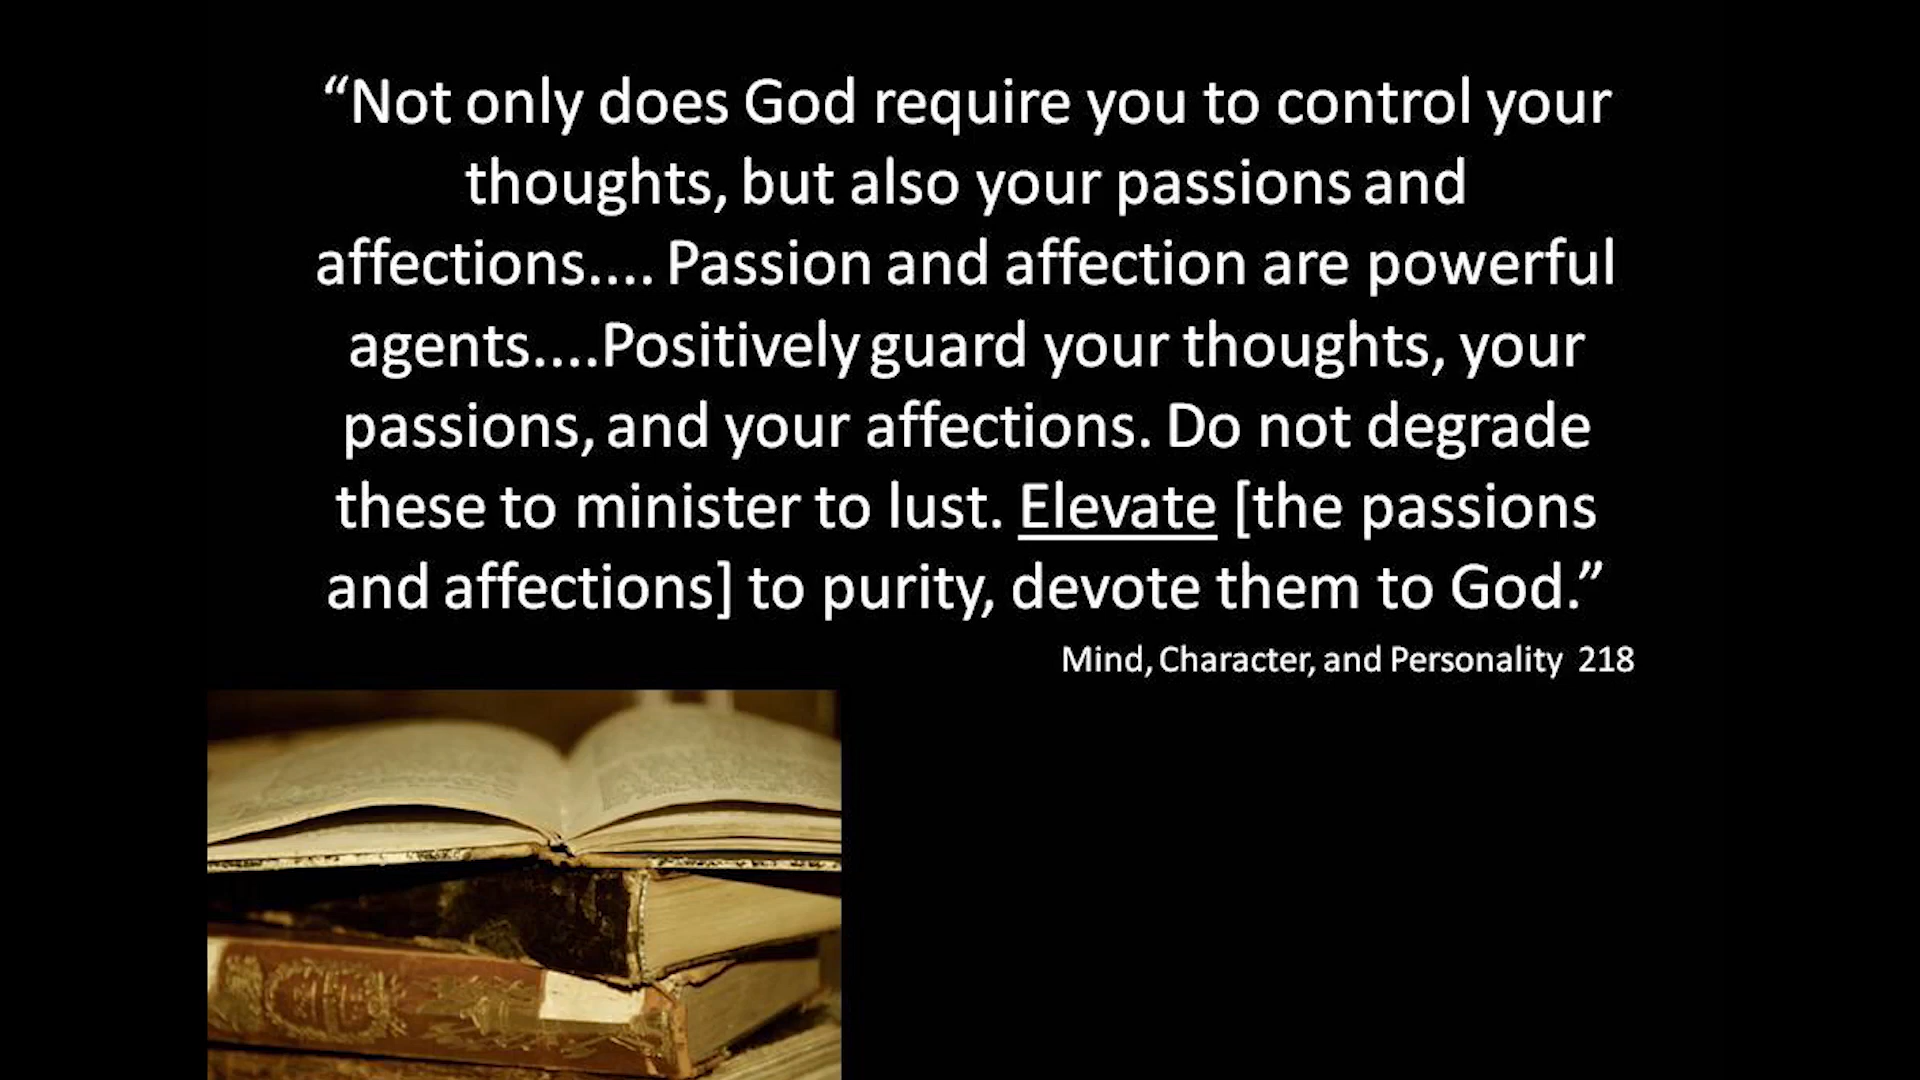 “Not only does God require you to control your
thoughts, but also your passions and
affections.... Passion and affection are powerful
agents....Positively guard your thoughts, your
passions, and your affections. Do not degrade
these to minister to lust. Elevate [the passions
and affections] to purity, devote them to God.”
Mind, Character, and Personality 218